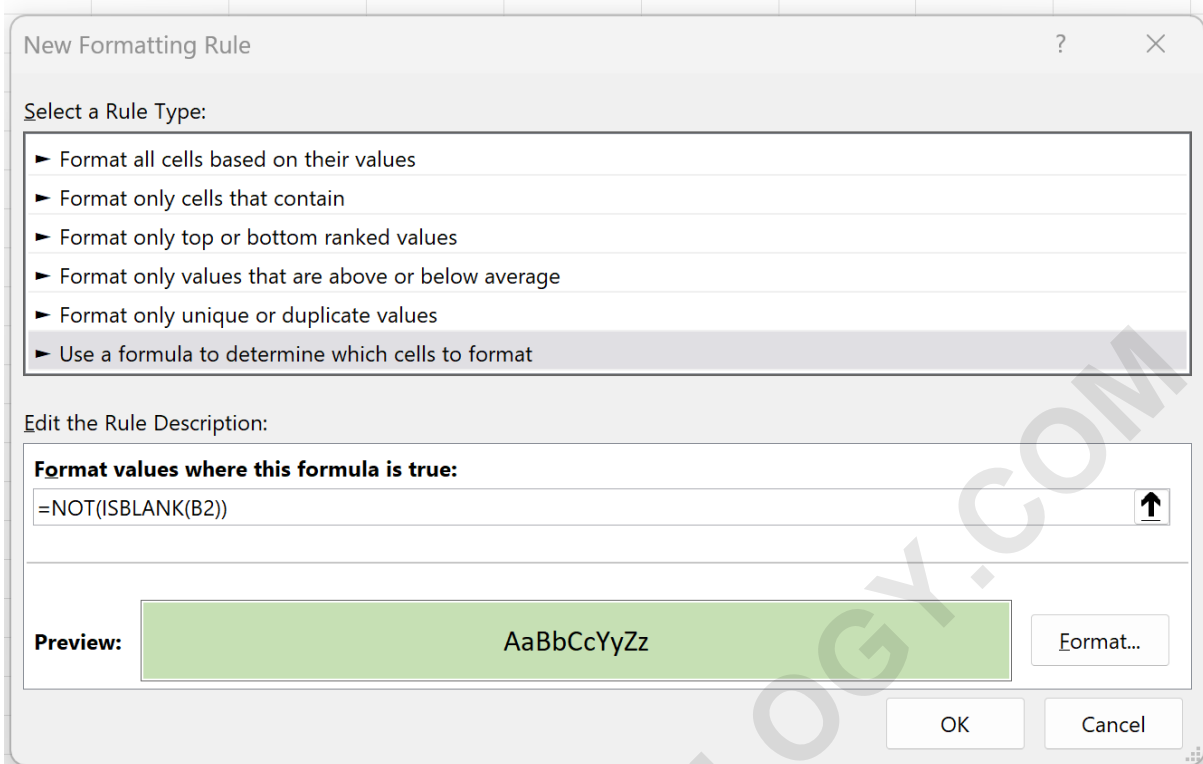 New Formatting Rule ?
Select a Rule Type:
► Format all cells based on their values
► Format only cells that contain
► Format only top or bottom ranked values
► Format only values that are above or below average
► Format only unique or duplicate values
► Use a formula to determine which cells to format
Edit the Rule Description:
Format values where this formula is true:
=NOT(ISBLANK(B2))
Preview:
AaBbCcYyZz
Format...
OK
Cancel
OGY.COM